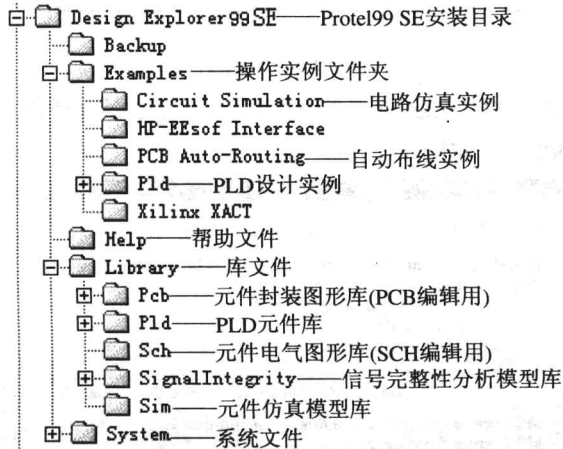 Design Explorer99SE——Protel99 SE安装目录
Backup
Examples——操作实例文件夹
Circuit Simulation——电路仿真实例
HP-EEsof Interface
PCB Auto-Routing——自动布线实例
Pld——PLD设计实例
Xilinx XACT
Help——帮助文件
Library——库文件
Pcb——元件封装图形库(PCB编辑用)
Pld——PLD元件库
Sch——元件电气图形库(SCH编辑用)
SignalIntegrity——信号完整性分析模型库
Sim——元件仿真模型库
System——系统文件